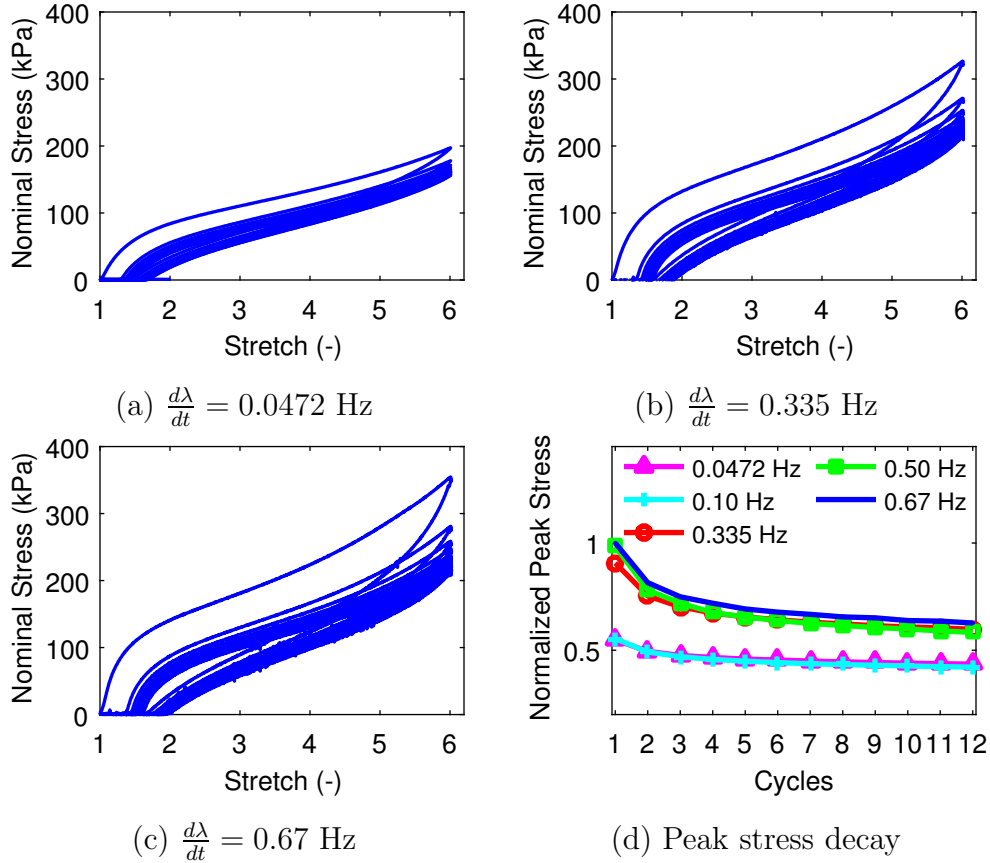 400
300
200
100
0
Nominal Stress (kPa)
1 2 3 4 5 6
Stretch (-)
(a) dλ/dt = 0.0472 Hz
400
300
200
100
0
Nominal Stress (kPa)
1 2 3 4 5 6
Stretch (-)
(b) dλ/dt = 0.335 Hz
400
300
200
100
0
Nominal Stress (kPa)
1 2 3 4 5 6
Stretch (-)
(c) dλ/dt = 0.67 Hz
Normalized Peak Stress
0.0472 Hz
0.10 Hz
0.335 Hz
0.50 Hz
0.67 Hz
1
0.5
1 2 3 4 5 6 7 8 9 10 11 12
Cycles
(d) Peak stress decay